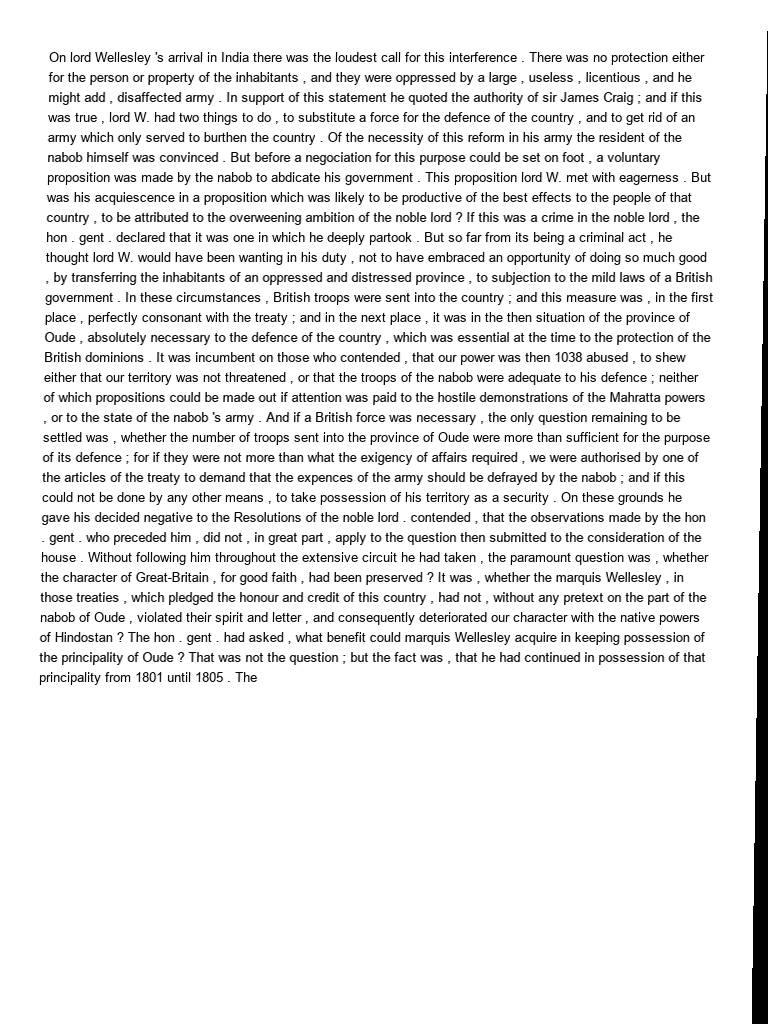 On lord Wellesley 's arrival in India there was the loudest call for this interference . There was no protection either
for the person or property of the inhabitants , and they were oppressed by a large , useless , licentious , and he
might add , disaffected army . In support of this statement he quoted the authority of sir James Craig ; and if this
was true , lord W. had two things to do , to substitute a force for the defence of the country , and to get rid of an
army which only served to burthen the country . Of the necessity of this reform in his army the resident of the
nabob himself was convinced . But before a negociation for this purpose could be set on foot , a voluntary
proposition was made by the nabob to abdicate his government . This proposition lord W. met with eagerness . But
was his acquiescence in a proposition which was likely to be productive of the best effects to the people of that
country , to be attributed to the overweening ambition of the noble lord ? If this was a crime in the noble lord , the
hon . gent . declared that it was one in which he deeply partook . But so far from its being a criminal act , he
thought lord W. would have been wanting in his duty , not to have embraced an opportunity of doing so much good
, by transferring the inhabitants of an oppressed and distressed province , to subjection to the mild laws of a British
government . In these circumstances , British troops were sent into the country ; and this measure was , in the first
place , perfectly consonant with the treaty ; and in the next place , it was in the then situation of the province of
Oude , absolutely necessary to the defence of the country , which was essential at the time to the protection of the
British dominions . It was incumbent on those who contended , that our power was then 1038 abused , to shew
either that our territory was not threatened , or that the troops of the nabob were adequate to his defence ; neither
of which propositions could be made out if attention was paid to the hostile demonstrations of the Mahratta powers
, or to the state of the nabob 's army . And if a British force was necessary , the only question remaining to be
settled was , whether the number of troops sent into the province of Oude were more than sufficient for the purpose
of its defence ; for if they were not more than what the exigency of affairs required , we were authorised by one of
the articles of the treaty to demand that the expences of the army should be defrayed by the nabob ; and if this
could not be done by any other means , to take possession of his territory as a security . On these grounds he
gave his decided negative to the Resolutions of the noble lord . contended , that the observations made by the hon
. gent . who preceded him , did not , in great part , apply to the question then submitted to the consideration of the
house . Without following him throughout the extensive circuit he had taken , the paramount question was , whether
the character of Great-Britain , for good faith , had been preserved ? It was , whether the marquis Wellesley , in
those treaties , which pledged the honour and credit of this country , had not , without any pretext on the part of the
nabob of Oude , violated their spirit and letter , and consequently deteriorated our character with the native powers
of Hindostan ? The hon . gent . had asked , what benefit could marquis Wellesley acquire in keeping possession of
the principality of Oude ? That was not the question ; but the fact was , that he had continued in possession of that
principality from 1801 until 1805 . The